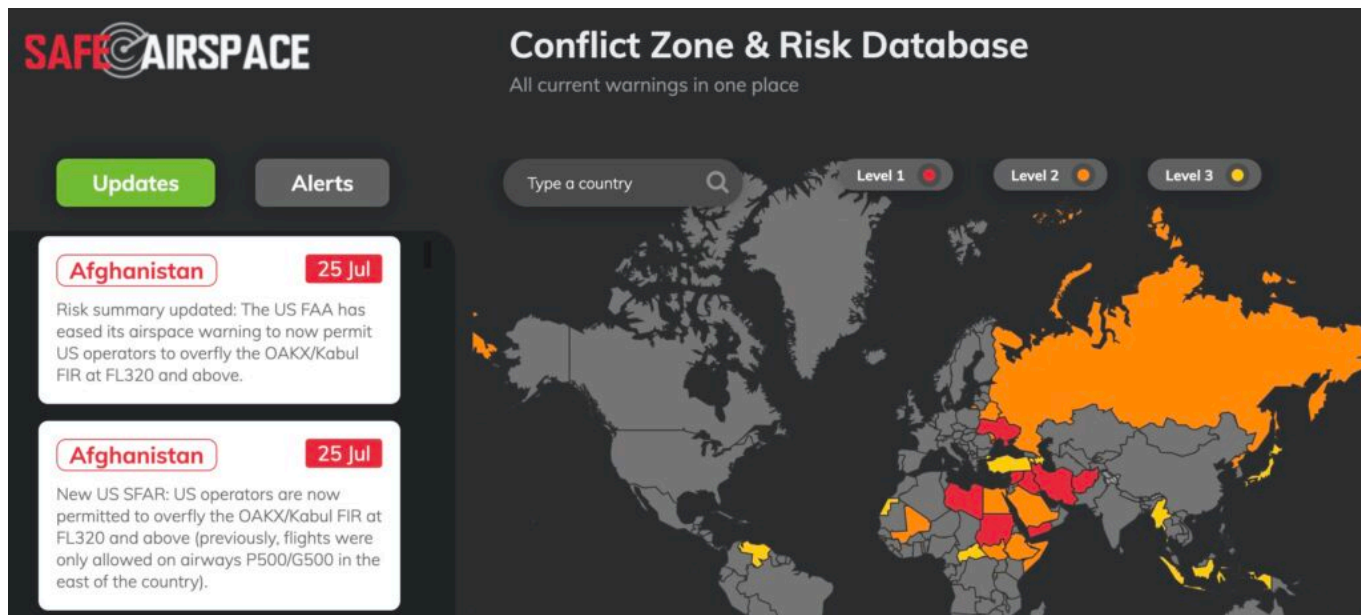 SAFE AIRSPACE
Conflict Zone & Risk Database
All current warnings in one place
Updates
Alerts
Type a country
Level 1
Level 2
Level 3
Afghanistan
25 Jul
Risk summary updated: The US FAA has
eased its airspace warning to now permit
US operators to overfly the OAKX/Kabul
FIR at FL320 and above.
Afghanistan
25 Jul
New US SFAR: US operators are now
permitted to overfly the OAKX/Kabul FIR at
FL320 and above (previously, flights were
only allowed on airways P500/G500 in the
east of the country).